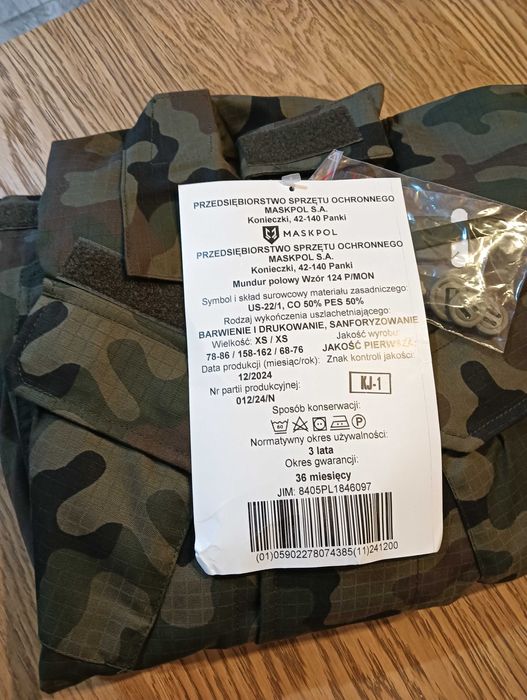 PRZEDSIĘBIORSTWO SPRZĘTU OCHRONNEGO
MASKPOL S.A.
Konieczki, 42-140 Panki
MASKPOL
PRZEDSIĘBIORSTWO SPRZĘTU OCHRONNEGO
MASKPOL S.A.
Konieczki, 42-140 Panki
Mundur polowy Wzór 124 P/MON
Symbol i skład surowcowy materiału zasadniczego:
US-22/1, CO 50% PES 50%
Rodzaj wykończenia uszlachetniającego:
BARWIENIE I DRUKOWANIE, SANFORYZOWANIE
Wielkość: XS / XS Jakość wyrobu:
78-86 / 158-162 / 68-76 JAKOŚĆ PIERWSZA
Data produkcji (miesiąc/rok): Znak kontroli jakości:
12/2024
Nr partii produkcyjnej: KJ-1
012/24/N
Sposób konserwacji:
Normatywny okres używalności:
3 lata
Okres gwarancji:
36 miesięcy
JIM: 8405PL1846097
(01)05902278074385(11)241200